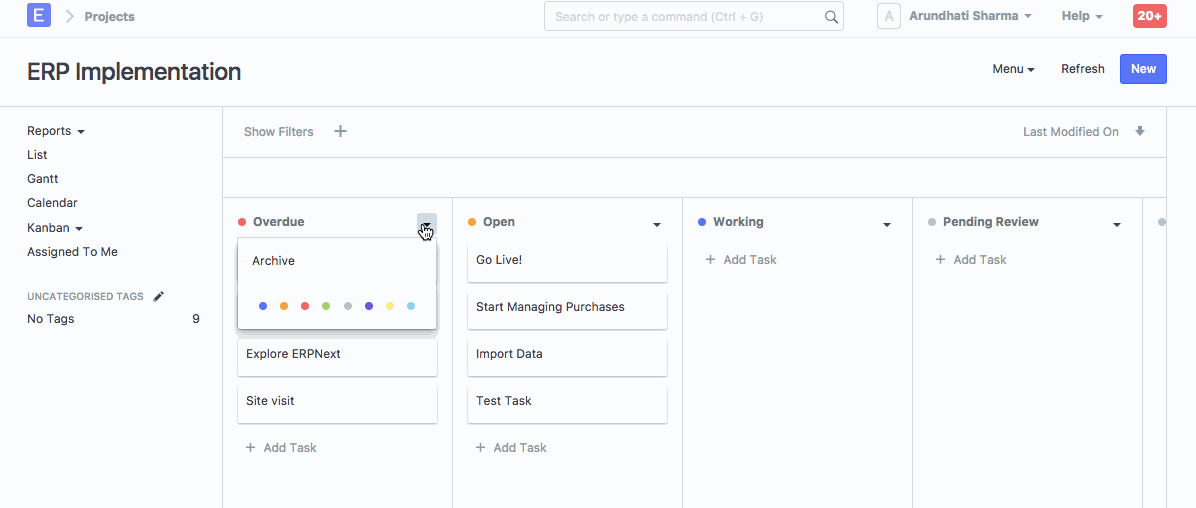 E Projects Search or type a command (Ctrl + G) A Arundhati Sharma Help 20+
ERP Implementation Menu Refresh New
Reports
List
Gantt
Calendar
Kanban
Assigned To Me
UNCATEGORISED TAGS
No Tags 9
Show Filters + Last Modified On
Overdue
Archive
Explore ERPNext
Site visit
+ Add Task
Open
Go Live!
Start Managing Purchases
Import Data
Test Task
+ Add Task
Working
+ Add Task
Pending Review
+ Add Task